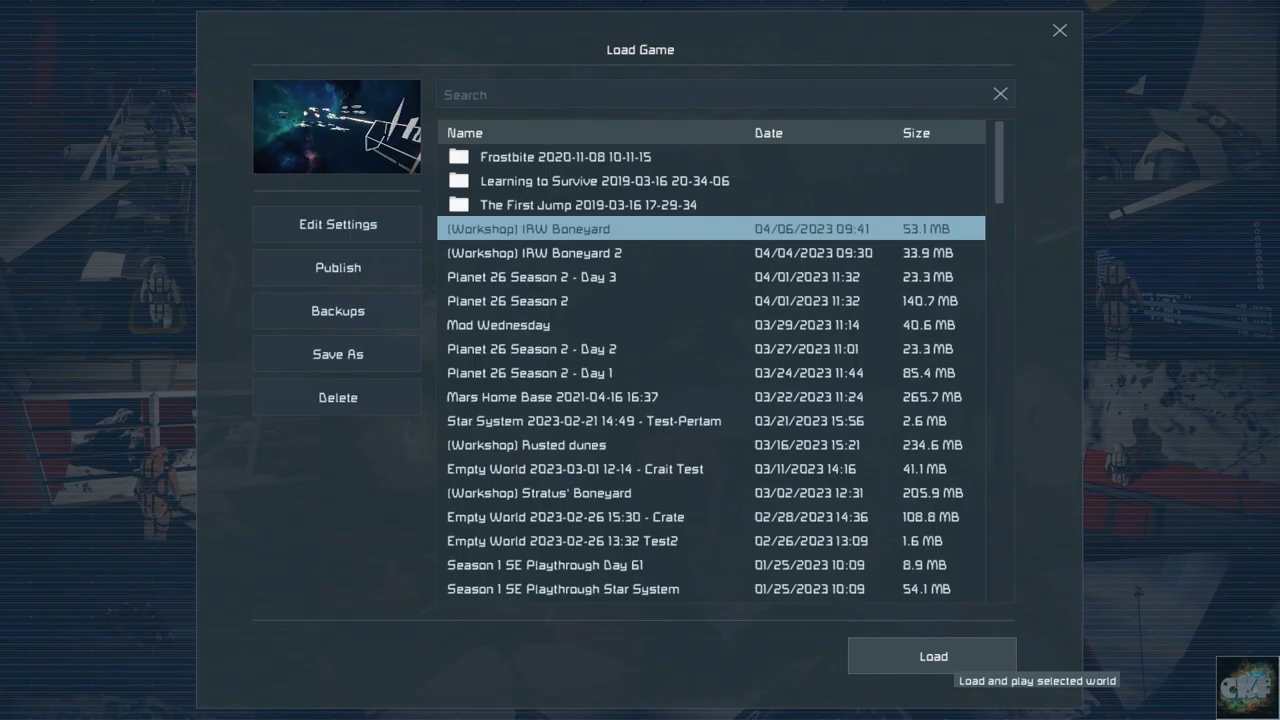 Load Game
Search
Name Date Size
Frostbite 2020-11-08 10-11-15
Learning to Survive 2019-03-16 20-34-06
The First Jump 2019-03-16 17-29-34
(Workshop) IRW Boneyard 04/06/2023 09:41 53.1 MB
(Workshop) IRW Boneyard 2 04/04/2023 09:30 33.9 MB
Planet 26 Season 2 - Day 3 04/01/2023 11:32 23.3 MB
Planet 26 Season 2 04/01/2023 11:32 140.7 MB
Mod Wednesday 03/29/2023 11:14 40.6 MB
Planet 26 Season 2 - Day 2 03/27/2023 11:01 23.3 MB
Planet 26 Season 2 - Day 1 03/24/2023 11:44 85.4 MB
Mars Home Base 2021-04-16 16:37 03/22/2023 11:24 265.7 MB
Star System 2023-02-21 14:49 - Test-Pertam 03/21/2023 15:56 2.6 MB
(Workshop) Rusted dunes 03/16/2023 15:21 234.6 MB
Empty World 2023-03-01 12-14 - Crait Test 03/11/2023 14:16 41.1 MB
(Workshop) Stratus' Boneyard 03/02/2023 12:31 205.9 MB
Empty World 2023-02-26 15:30 - Crate 02/28/2023 14:36 108.8 MB
Empty World 2023-02-26 13:32 Test2 02/26/2023 13:09 1.6 MB
Season 1 SE Playthrough Day 61 01/25/2023 10:09 8.9 MB
Season 1 SE Playthrough Star System 01/25/2023 10:09 54.1 MB
Edit Settings
Publish
Backups
Save As
Delete
Load
Load and play selected world